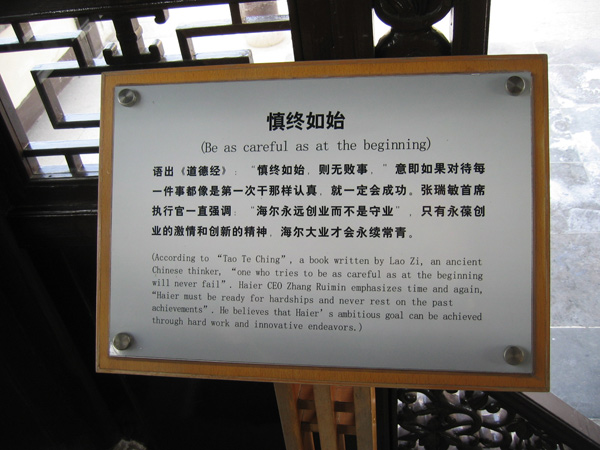 慎终如始
(Be as careful as at the beginning)
语出《道德经》："慎终如始，则无败事，"意即如果对待每
一件事都像是第一次干那样认真，就一定会成功。张瑞敏首席
执行官一直强调："海尔永远创业而不是守业"，只有永葆创
业的激情和创新的精神，海尔大业才会永续常青。
(According to “Tao Te Ching”, a book written by Lao Zi, an ancient
Chinese thinker, “one who tries to be as careful as at the beginning
will never fail”. Haier CEO Zhang Ruimin emphasizes time and again,
“Haier must be ready for hardships and never rest on the past
achievements”. He believes that Haier’s ambitious goal can be achieved
through hard work and innovative endeavors.)